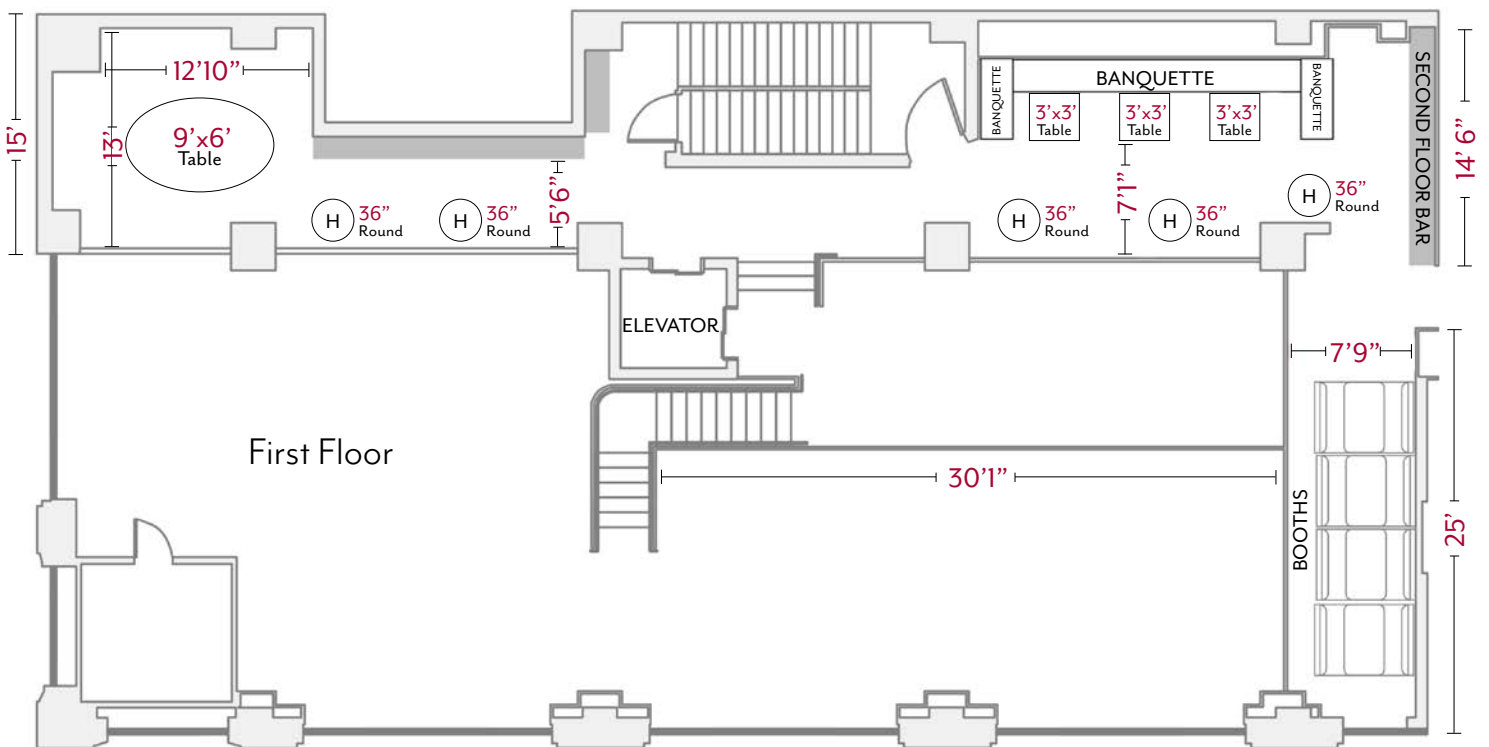 15'
12'10”
13'
9'x6'
Table
H
36”
Round
H
36”
Round
5'6”
BANQUETTE
BANQUETTE
BANQUETTE
3'x3'
Table
3'x3'
Table
3'x3'
Table
7'1”
H
36”
Round
H
36”
Round
H
36”
Round
SECOND FLOOR BAR
14' 6”
ELEVATOR
First Floor
30'1”
7'9”
BOOTHS
25'